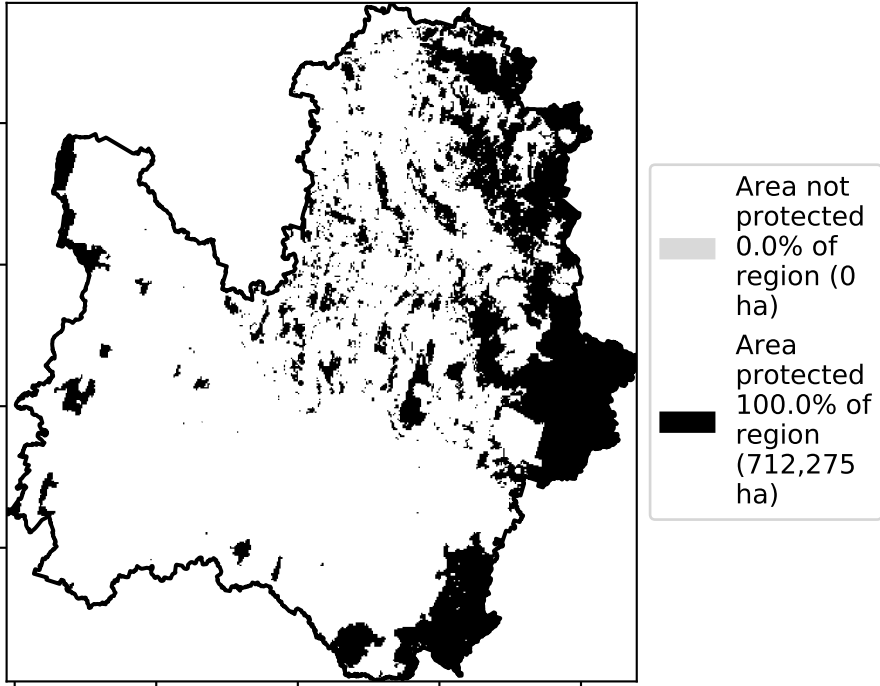 Area not
protected
0.0% of
region (0
ha)
Area
protected
100.0% of
region
(712,275
ha)